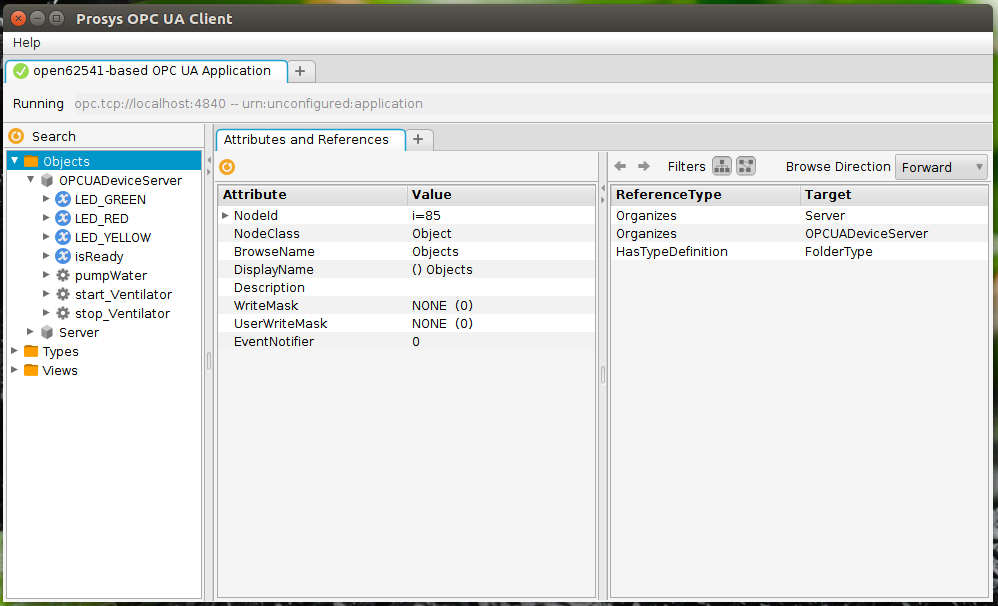 Prosys OPC UA Client
Help
open62541-based OPC UA Application +
Running opc.tcp://localhost:4840 -- urn:unconfigured:application
Search
Objects
OPCUADeviceServer
LED_GREEN
LED_RED
LED_YELLOW
isReady
pumpWater
start_Ventilator
stop_Ventilator
Server
Types
Views
Attributes and References +
Attribute Value
NodeId i=85
NodeClass Object
BrowseName Objects
DisplayName () Objects
Description
WriteMask NONE (0)
UserWriteMask NONE (0)
EventNotifier 0
Filters Browse Direction Forward
ReferenceType Target
Organizes Server
Organizes OPCUADeviceServer
HasTypeDefinition FolderType